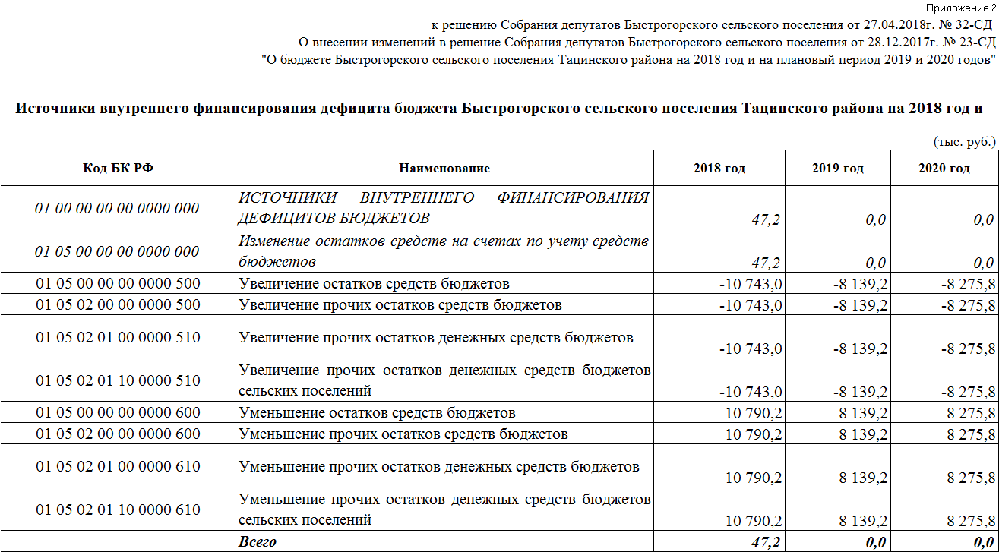 Приложение 2
к решению Собрания депутатов Быстрогорского сельского поселения от 27.04.2018г. № 32-СД
О внесении изменений в решение Собрания депутатов Быстрогорского сельского поселения от 28.12.2017г. № 23-СД
"О бюджете Быстрогорского сельского поселения Тацинского района на 2018 год и на плановый период 2019 и 2020 годов"
Источники внутреннего финансирования дефицита бюджета Быстрогорского сельского поселения Тацинского района на 2018 год и
(тыс. руб.)
Код БК РФ Наименование 2018 год 2019 год 2020 год
01 00 00 00 00 0000 000 ИСТОЧНИКИ ВНУТРЕННЕГО ФИНАНСИРОВАНИЯ
ДЕФИЦИТОВ БЮДЖЕТОВ 47,2 0,0 0,0
01 05 00 00 00 0000 000 Изменение остатков средств на счетах по учету средств
бюджетов 47,2 0,0 0,0
01 05 00 00 00 0000 500 Увеличение остатков средств бюджетов -10 743,0 -8 139,2 -8 275,8
01 05 02 00 00 0000 500 Увеличение прочих остатков средств бюджетов -10 743,0 -8 139,2 -8 275,8
01 05 02 01 00 0000 510 Увеличение прочих остатков денежных средств бюджетов -10 743,0 -8 139,2 -8 275,8
01 05 02 01 10 0000 510 Увеличение прочих остатков денежных средств бюджетов
сельских поселений -10 743,0 -8 139,2 -8 275,8
01 05 00 00 00 0000 600 Уменьшение остатков средств бюджетов 10 790,2 8 139,2 8 275,8
01 05 02 00 00 0000 600 Уменьшение прочих остатков средств бюджетов 10 790,2 8 139,2 8 275,8
01 05 02 01 00 0000 610 Уменьшение прочих остатков денежных средств бюджетов 10 790,2 8 139,2 8 275,8
01 05 02 01 10 0000 610 Уменьшение прочих остатков денежных средств бюджетов
сельских поселений 10 790,2 8 139,2 8 275,8
Всего 47,2 0,0 0,0